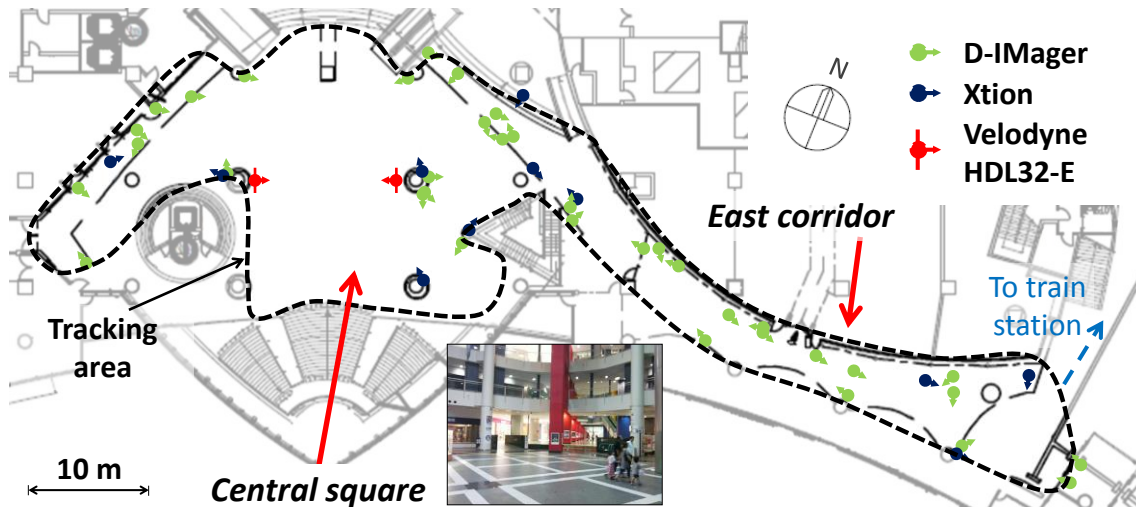 N
D-IMager
Xtion
Velodyne
HDL32-E
East corridor
To train
station
Tracking
area
10 m
Central square